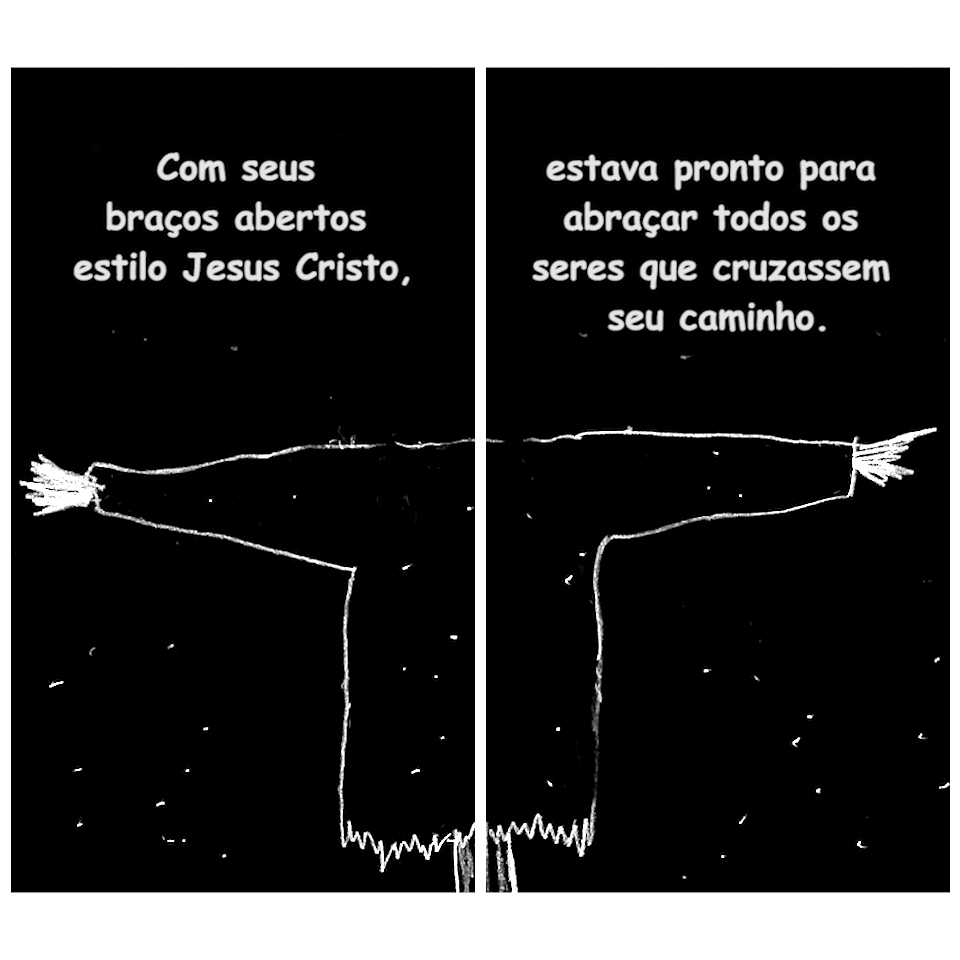 Com seus
braços abertos
estilo Jesus Cristo,
estava pronto para
abraçar todos os
seres que cruzassem
seu caminho.